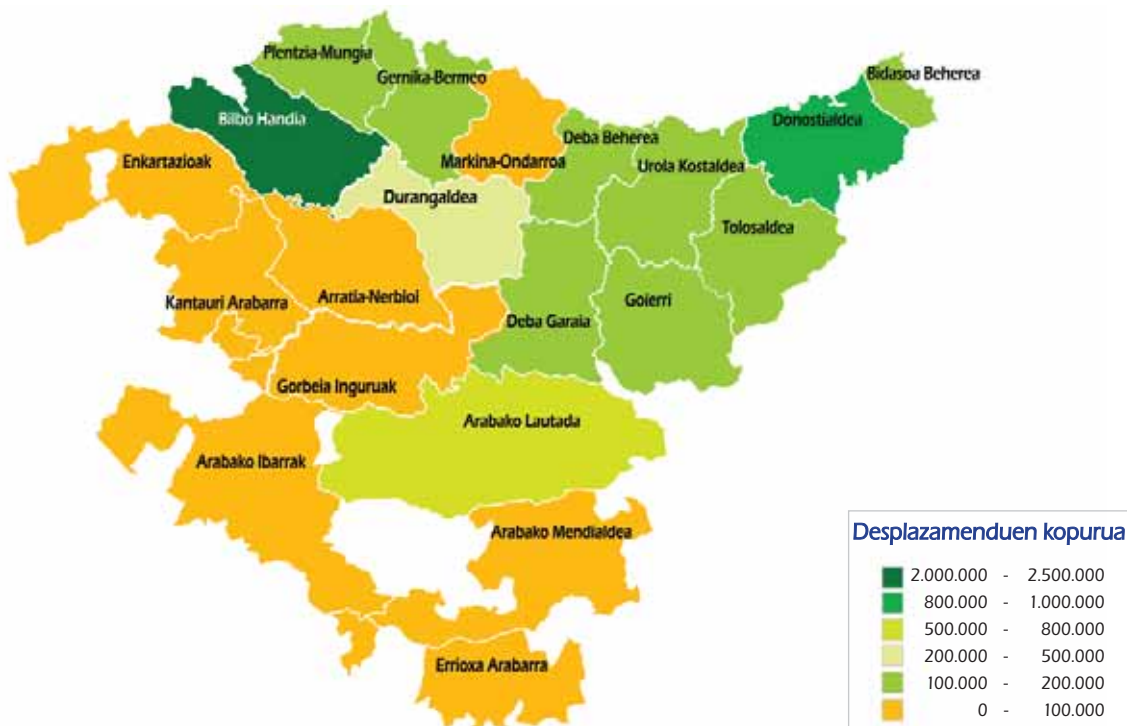 Plentzia-Mungia
Gernika-Bermeo
Bidasoa Beherea
Bilbo Handia
Donostialdea
Deba Beherea
Enkartazioak
Markina-Ondarroa
Urola Kostaldea
Durangaldea
Tolosaldea
Kantauri Arabarra
Arratia-Nerbioi
Goierri
Deba Garaia
Gorbeia Inguruak
Arabako Lautada
Arabako Ibarrak
Arabako Mendialdea
Errioxa Arabarra
Desplazamenduen kopurua
2.000.000 - 2.500.000
800.000 - 1.000.000
500.000 - 800.000
200.000 - 500.000
100.000 - 200.000
0 - 100.000